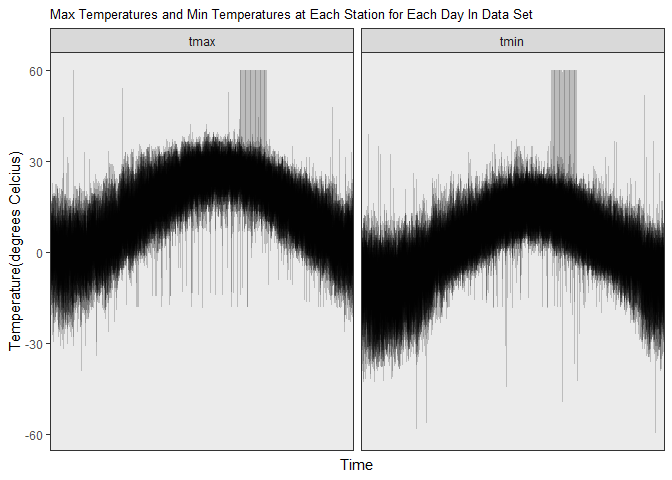 Max Temperatures and Min Temperatures at Each Station for Each Day In Data Set
tmax
tmin
60
30
0
-30
-60
Temperature(degrees Celcius)
Time